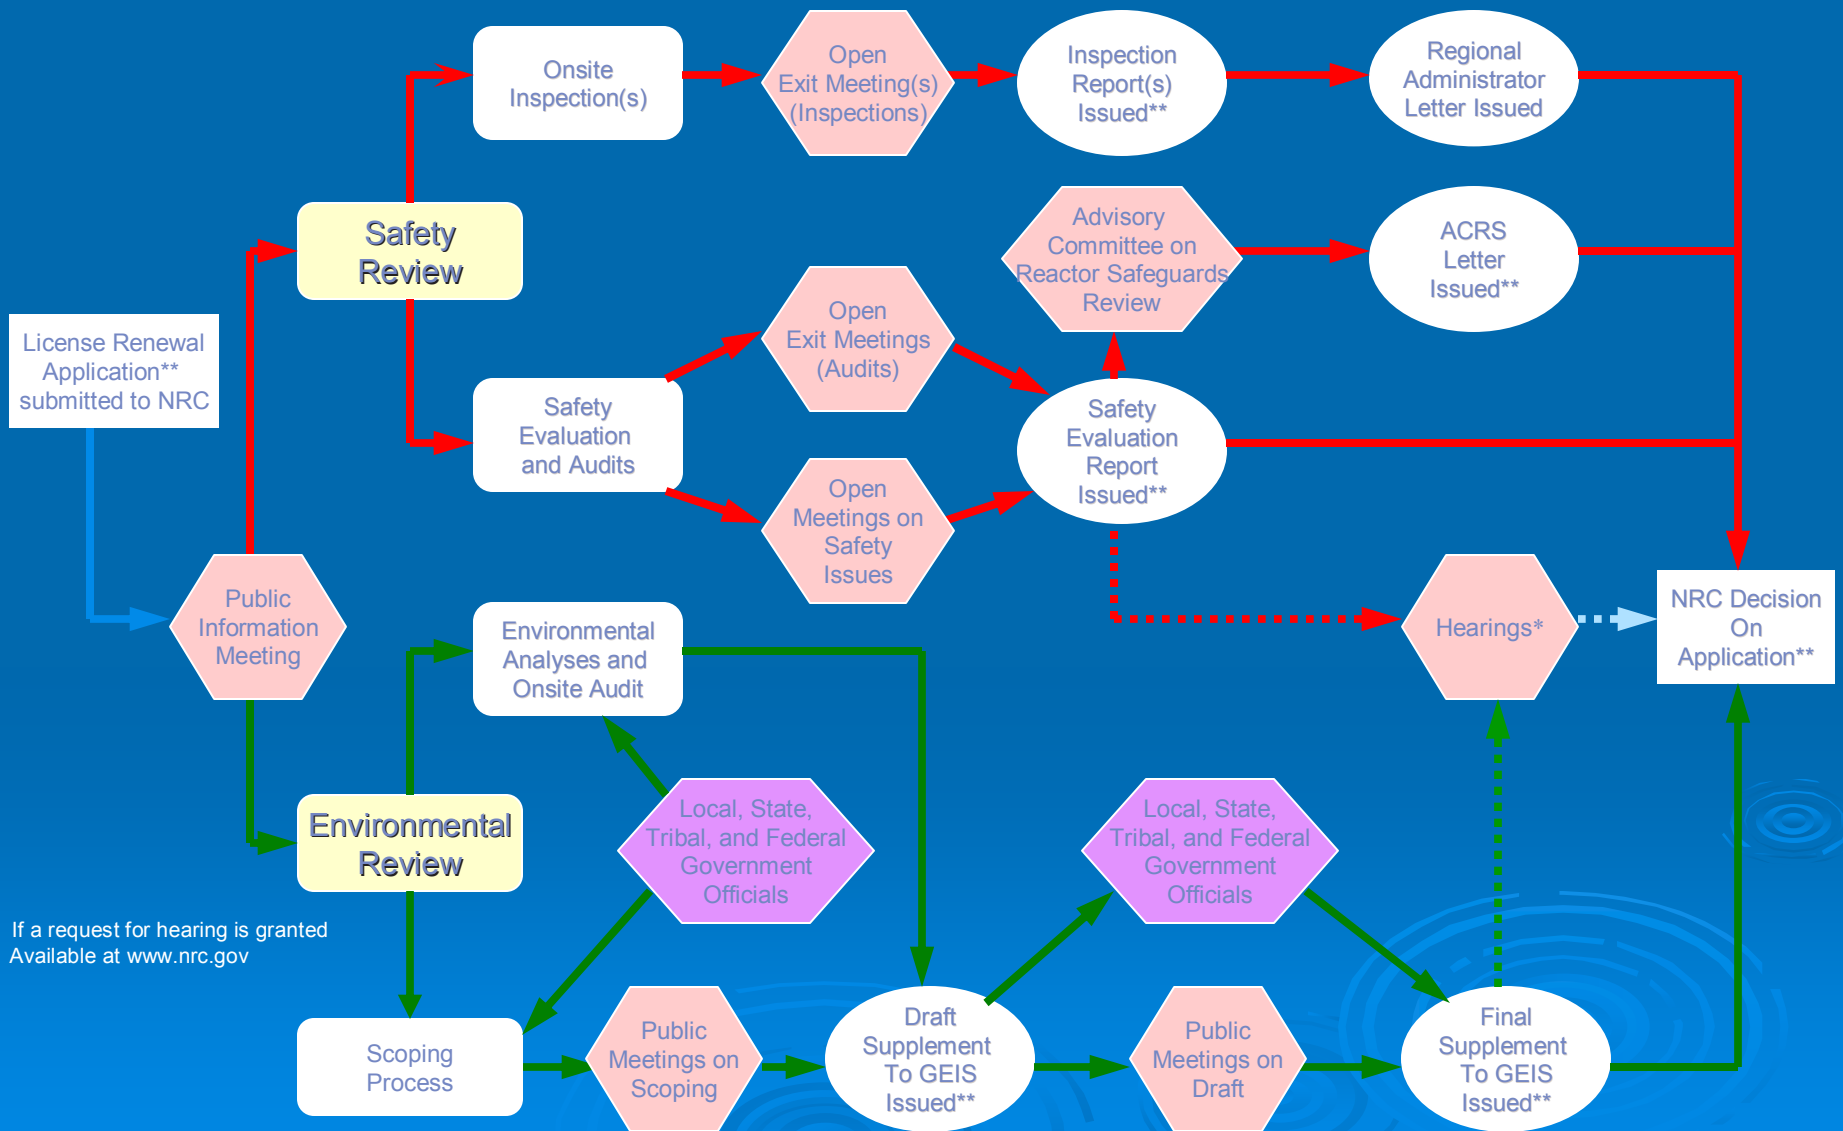 Onsite
Inspection(s)
Open
Exit Meeting(s)
(Inspections)
Inspection
Report(s)
Issued**
Regional
Administrator
Letter Issued
Safety
Review
Advisory
Committee on
Reactor Safeguards
Review
ACRS
Letter
Issued**
License Renewal
Application**
submitted to NRC
Open
Exit Meetings
(Audits)
Safety
Evaluation
and Audits
Safety
Evaluation
Report
Issued**
Open
Meetings on
Safety
Issues
Public
Information
Meeting
Environmental
Analyses and
Onsite Audit
Hearings*
NRC Decision
On
Application**
Environmental
Review
Local, State,
Tribal, and Federal
Government
Officials
Local, State,
Tribal, and Federal
Government
Officials
If a request for hearing is granted
Available at www.nrc.gov
Scoping
Process
Public
Meetings on
Scoping
Draft
Supplement
To GEIS
Issued**
Public
Meetings on
Draft
Final
Supplement
To GEIS
Issued**